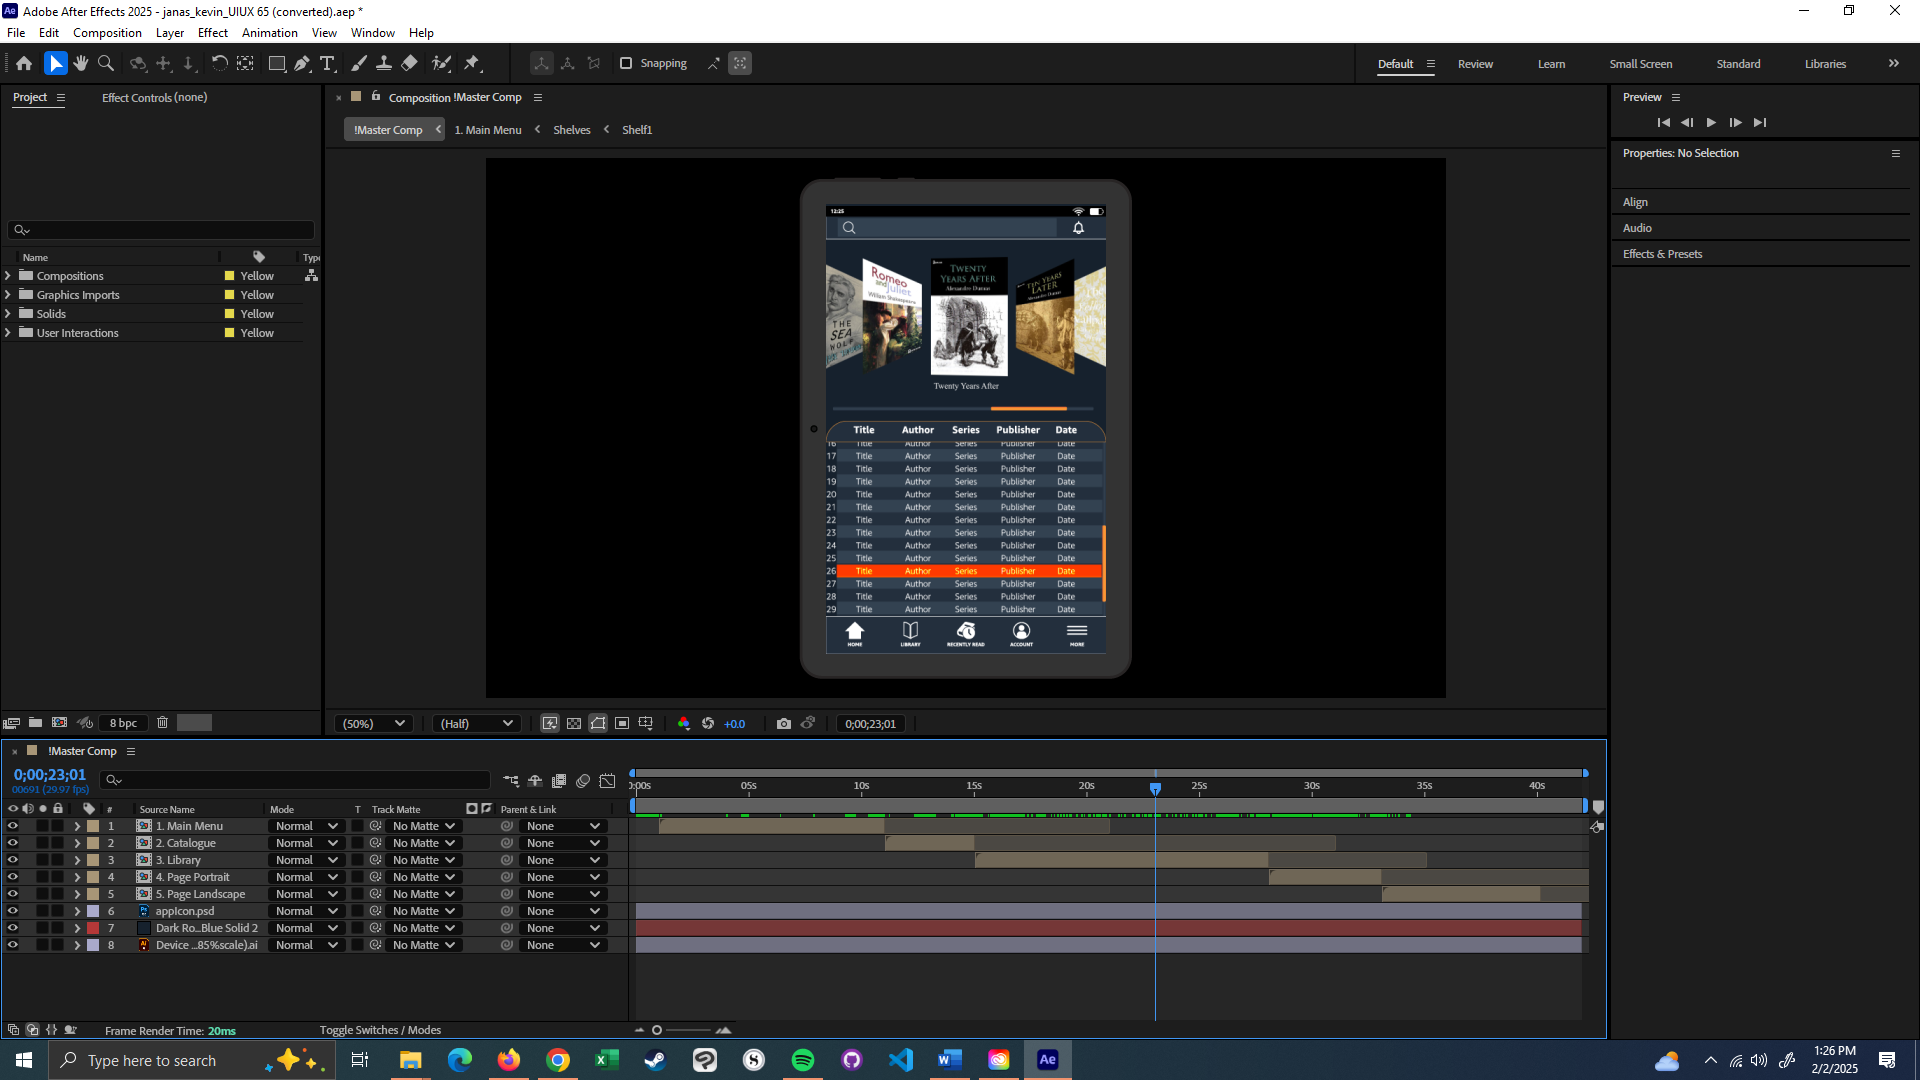 Adobe After Effects 2025 - janas_kevin_UIUX 65 (converted).aep *
File Edit Composition Layer Effect Animation View Window Help
Snapping
Default Review Learn Small Screen Standard Libraries
Project Effect Controls (none)
Composition !Master Comp
!Master Comp 1. Main Menu Shelves Shelf1
Name Type
Compositions Yellow
Graphics Imports Yellow
Solids Yellow
User Interactions Yellow
8 bpc
12:25
Romeo
and Juliet
William Shakespeare
THE
SEA
WOLF
TWENTY
YEARS AFTER
Alexandre Dumas
TEN YEARS
LATER
Alexandre Dumas
Twenty Years After
Title Author Series Publisher Date
16 Title Author Series Publisher Date
17 Title Author Series Publisher Date
18 Title Author Series Publisher Date
19 Title Author Series Publisher Date
20 Title Author Series Publisher Date
21 Title Author Series Publisher Date
22 Title Author Series Publisher Date
23 Title Author Series Publisher Date
24 Title Author Series Publisher Date
25 Title Author Series Publisher Date
26 Title Author Series Publisher Date
27 Title Author Series Publisher Date
28 Title Author Series Publisher Date
29 Title Author Series Publisher Date
HOME LIBRARY RECENTLY READ ACCOUNT MORE
(50%) (Half) +0.0 0;00;23;01
Preview
Properties: No Selection
Align
Audio
Effects & Presets
!Master Comp
0;00;23;01
00691 (29.97 fps)
0:00s 05s 10s 15s 20s 25s 30s 35s 40s
# Source Name Mode T Track Matte Parent & Link
1 1. Main Menu Normal No Matte None
2 2. Catalogue Normal No Matte None
3 3. Library Normal No Matte None
4 4. Page Portrait Normal No Matte None
5 5. Page Landscape Normal No Matte None
6 appIcon.psd Normal No Matte None
7 Dark Ro...Blue Solid 2 Normal No Matte None
8 Device ...85%scale).ai Normal No Matte None
Frame Render Time: 20ms Toggle Switches / Modes
Type here to search
1:26 PM
2/2/2025